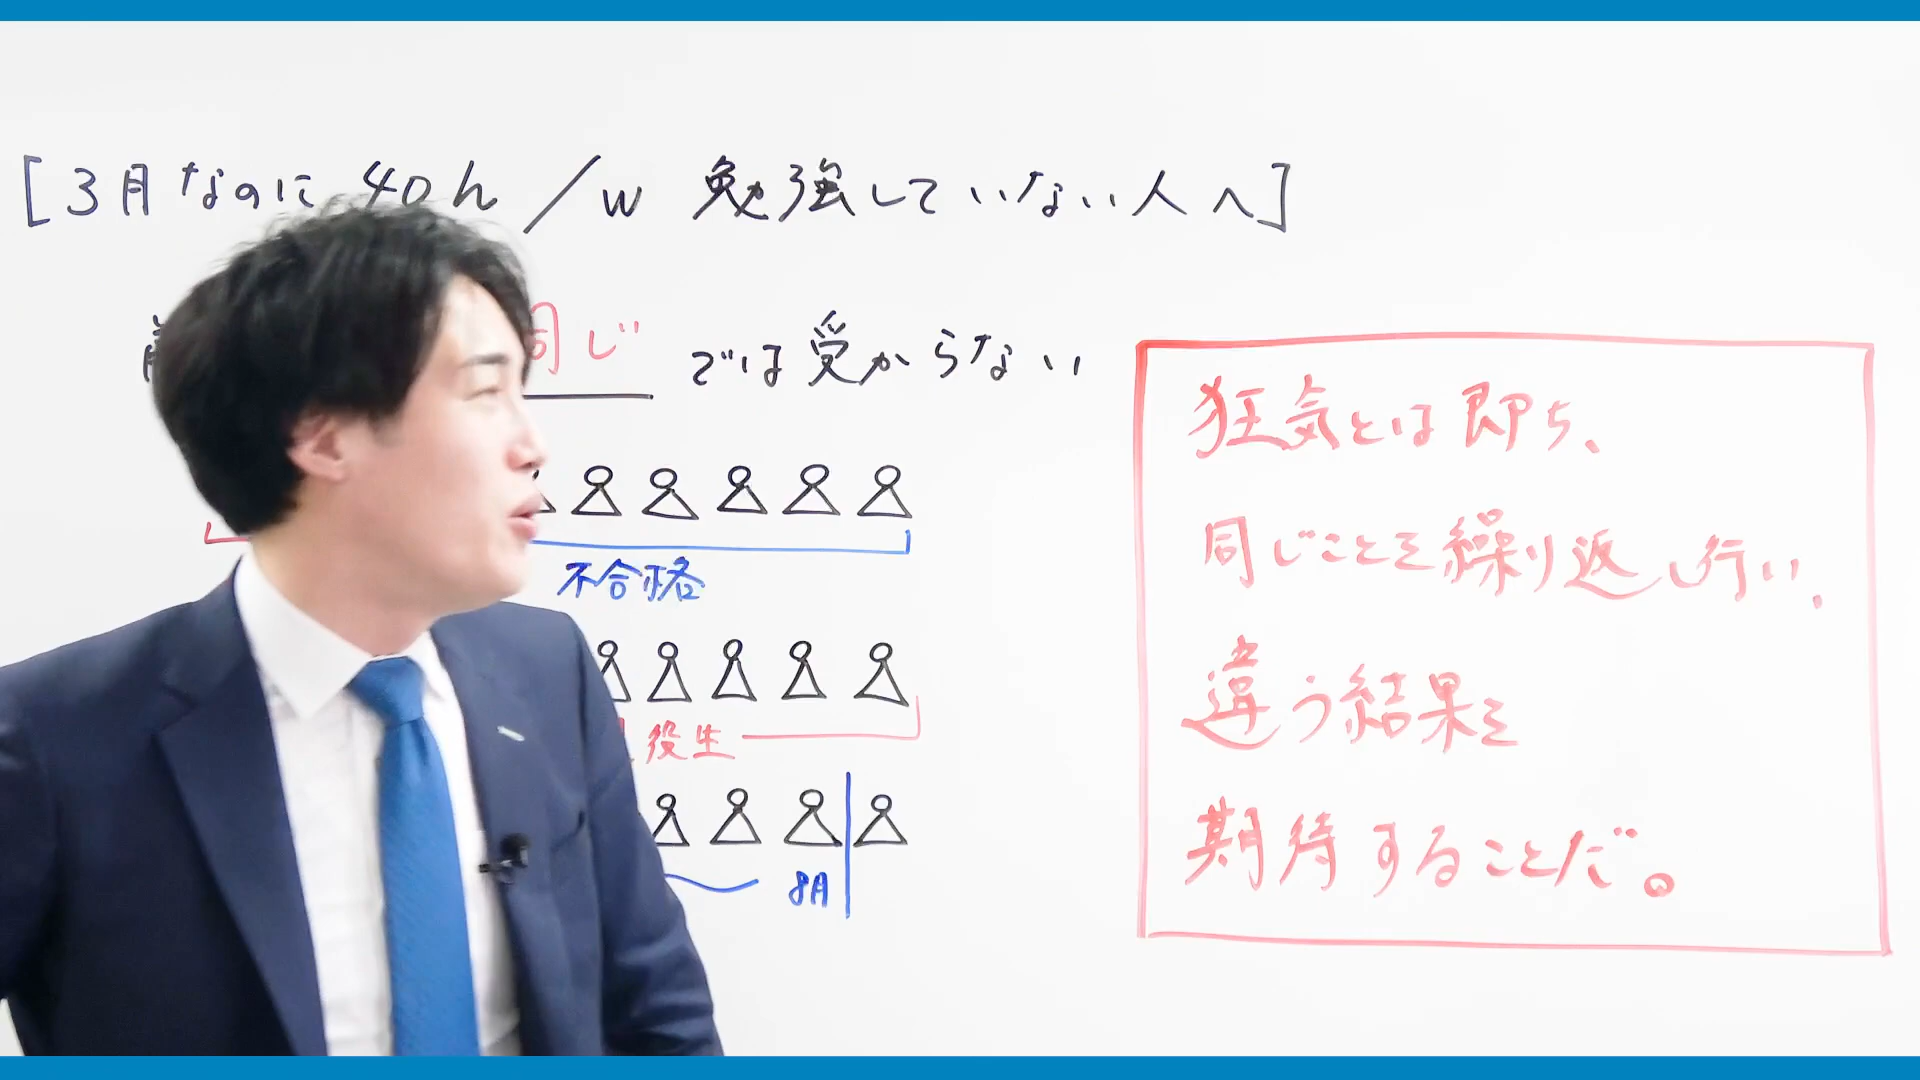 [3月なのに 40h/w 勉強していない人へ]
同じ では受からない
不合格
役生
8月
狂気とは即ち、
同じことを繰り返し行い、
違う結果を
期待することだ。